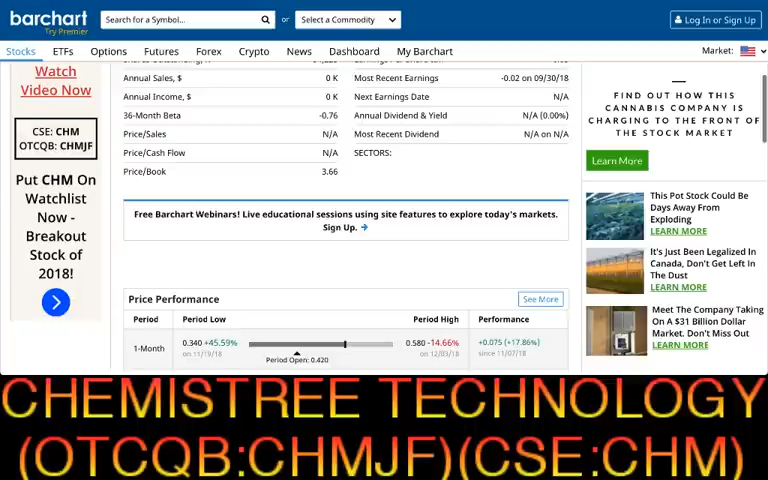 barchart
Try Premier
Search for a Symbol...
or
Select a Commodity
Log In or Sign Up
Stocks
ETFs
Options
Futures
Forex
Crypto
News
Dashboard
My Barchart
Market:
Watch
Video Now
CSE: CHM
OTCQB: CHMJF
Put CHM On
Watchlist
Now -
Breakout
Stock of
2018!
Annual Sales, $ 0 K
Annual Income, $ 0 K
36-Month Beta -0.76
Price/Sales N/A
Price/Cash Flow N/A
Price/Book 3.66
Most Recent Earnings -0.02 on 09/30/18
Next Earnings Date N/A
Annual Dividend & Yield N/A (0.00%)
Most Recent Dividend N/A on N/A
SECTORS:
Free Barchart Webinars! Live educational sessions using site features to explore today's markets.
Sign Up. →
Price Performance
See More
Period Period Low Period High Performance
1-Month 0.340 +45.59% 0.580 -14.66% +0.075 (+17.86%)
on 11/19/18 on 12/03/18 since 11/07/18
Period Open: 0.420
FIND OUT HOW THIS
CANNABIS COMPANY IS
CHARGING TO THE FRONT OF
THE STOCK MARKET
Learn More
This Pot Stock Could Be
Days Away From
Exploding
LEARN MORE
It's Just Been Legalized In
Canada, Don't Get Left In
The Dust
LEARN MORE
Meet The Company Taking
On A $31 Billion Dollar
Market. Don't Miss Out
LEARN MORE
CHEMISTREE TECHNOLOGY
(OTCQB:CHMJF)(CSE:CHM)